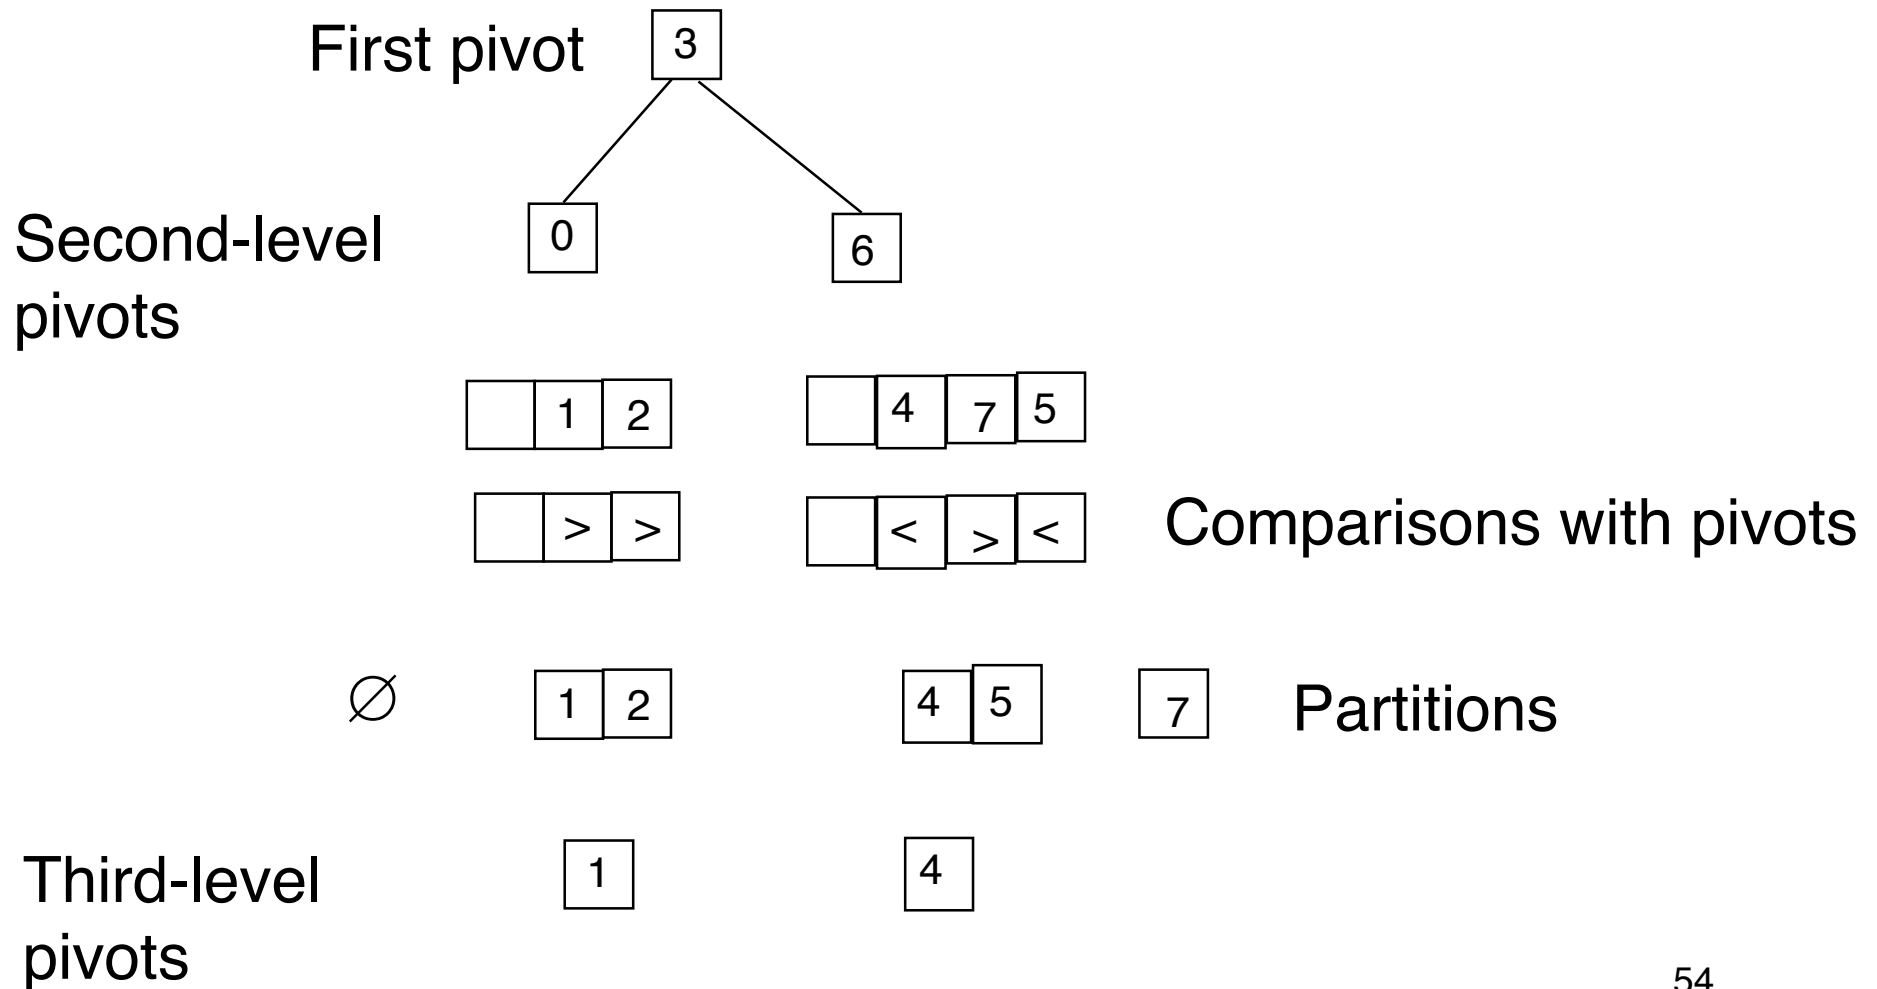 First pivot 3
Second-level
pivots
0 6
1 2 4 7 5
> > < > < Comparisons with pivots
∅ 1 2 4 5 7 Partitions
Third-level
pivots
1 4
54